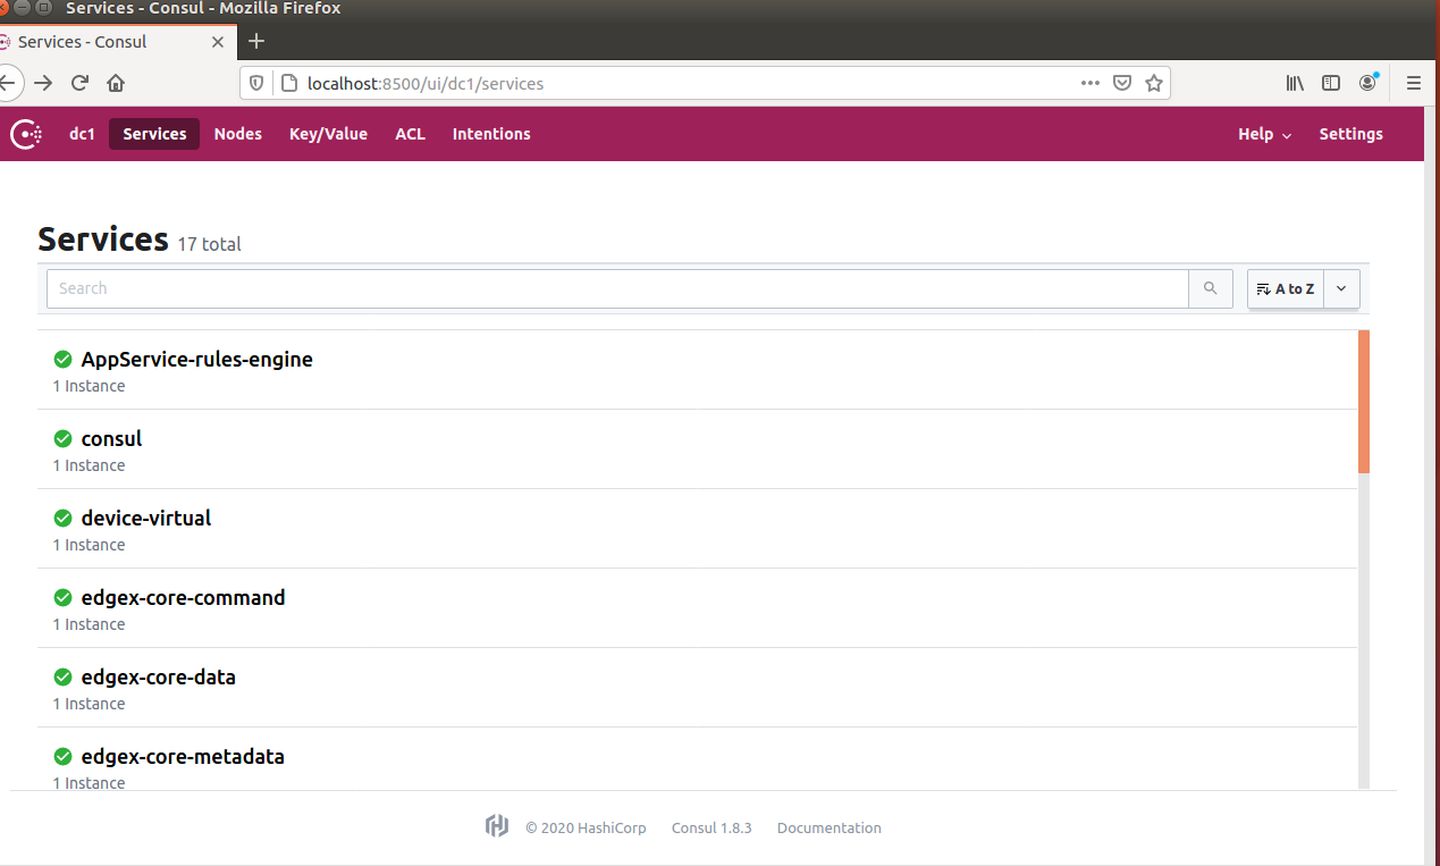 Services - Consul - Mozilla Firefox
Services - Consul
localhost:8500/ui/dc1/services
dc1 Services Nodes Key/Value ACL Intentions Help Settings
Services 17 total
Search A to Z
AppService-rules-engine
1 Instance
consul
1 Instance
device-virtual
1 Instance
edgex-core-command
1 Instance
edgex-core-data
1 Instance
edgex-core-metadata
1 Instance
© 2020 HashiCorp Consul 1.8.3 Documentation